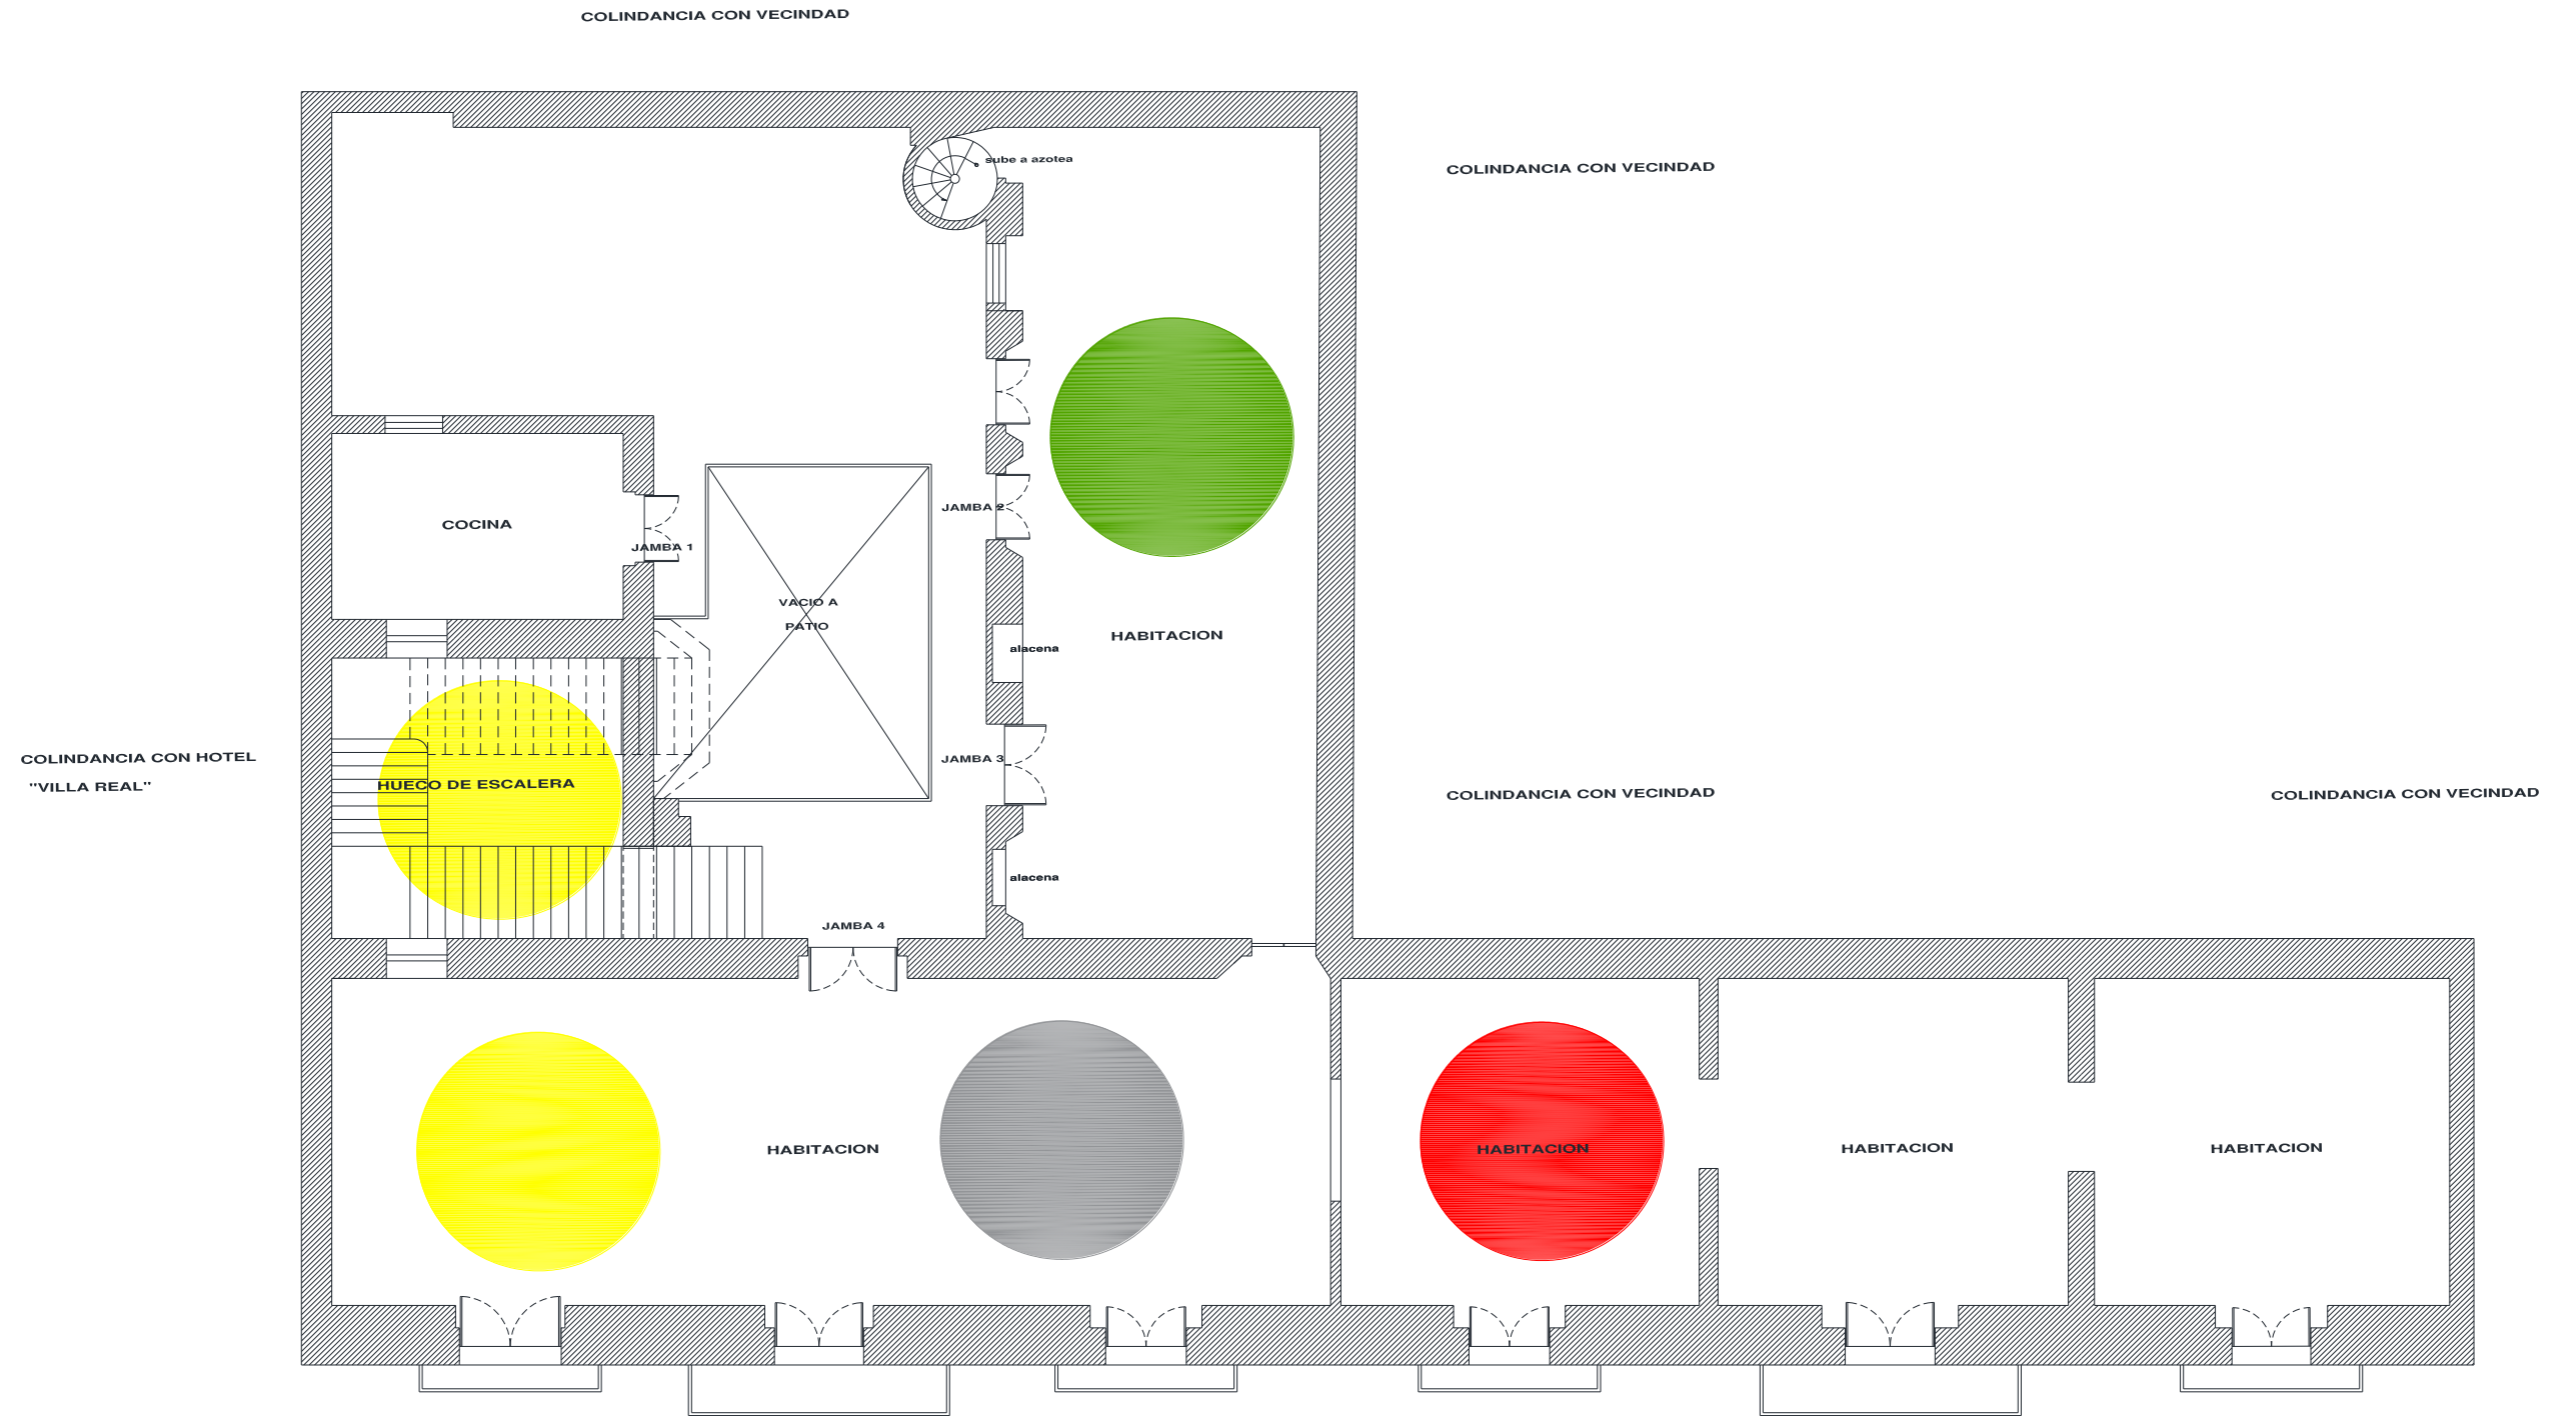 COLINDANCIA CON VECINDAD
sube a azotea
COLINDANCIA CON VECINDAD
COCINA
JAMBA 1
JAMBA 2
VACIO A
PATIO
HABITACION
alacena
COLINDANCIA CON HOTEL
"VILLA REAL"
HUECO DE ESCALERA
JAMBA 3
COLINDANCIA CON VECINDAD
COLINDANCIA CON VECINDAD
alacena
JAMBA 4
HABITACION
HABITACION
HABITACION
HABITACION